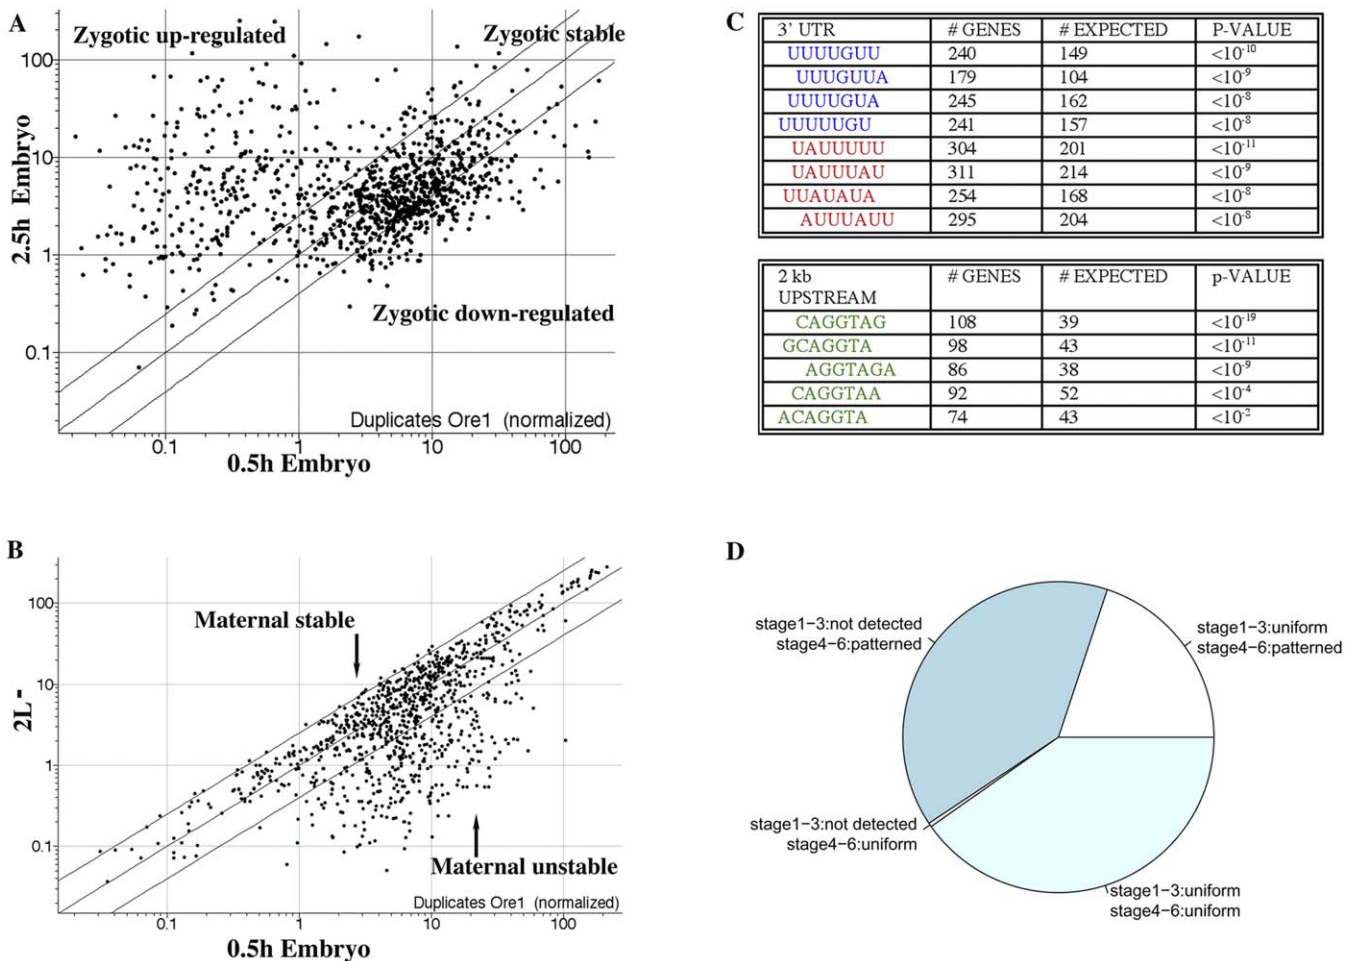 A
Zygotic up-regulated
Zygotic stable
100
10
1
0.1
2.5h Embryo
Zygotic down-regulated
Duplicates Ore1 (normalized)
0.1
1
10
100
0.5h Embryo
B
100
10
1
0.1
2L-
Maternal stable
Maternal unstable
Duplicates Ore1 (normalized)
0.1
1
10
100
0.5h Embryo
C
3' UTR # GENES # EXPECTED P-VALUE
UUUUGUU 240 149 <10-10
UUUGUUA 179 104 <10-9
UUUUGUA 245 162 <10-8
UUUUUGU 241 157 <10-8
UAUUUUU 304 201 <10-11
UAUUUAU 311 214 <10-9
UUAUAUA 254 168 <10-8
AUUUAUU 295 204 <10-8
2 kb # GENES # EXPECTED p-VALUE
UPSTREAM
CAGGTAG 108 39 <10-19
GCAGGTA 98 43 <10-11
AGGTAGA 86 38 <10-9
CAGGTAA 92 52 <10-4
ACAGGTA 74 43 <10-2
D
stage1-3:not detected
stage4-6:patterned
stage1-3:uniform
stage4-6:patterned
stage1-3:not detected
stage4-6:uniform
stage1-3:uniform
stage4-6:uniform